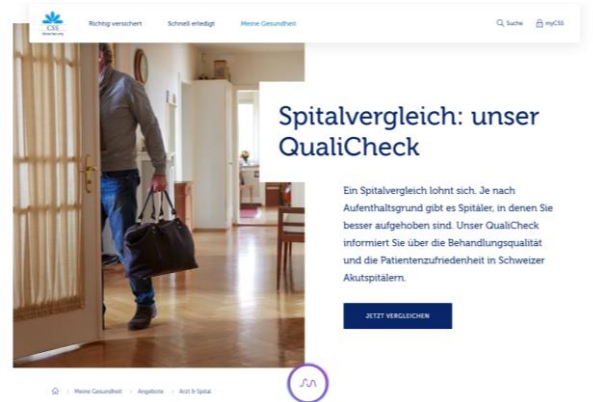 CSS
Versicherung
Richtig versichert
Schnell erledigt
Meine Gesundheit
Suche
myCSS
Spitalvergleich: unser
QualiCheck
Ein Spitalvergleich lohnt sich. Je nach
Aufenthaltsgrund gibt es Spitäler, in denen Sie
besser aufgehoben sind. Unser QualiCheck
informiert Sie über die Behandlungsqualität
und die Patientenzufriedenheit in Schweizer
Akutspitälern.
JETZT VERGLEICHEN
Meine Gesundheit > Angebote > Arzt & Spital